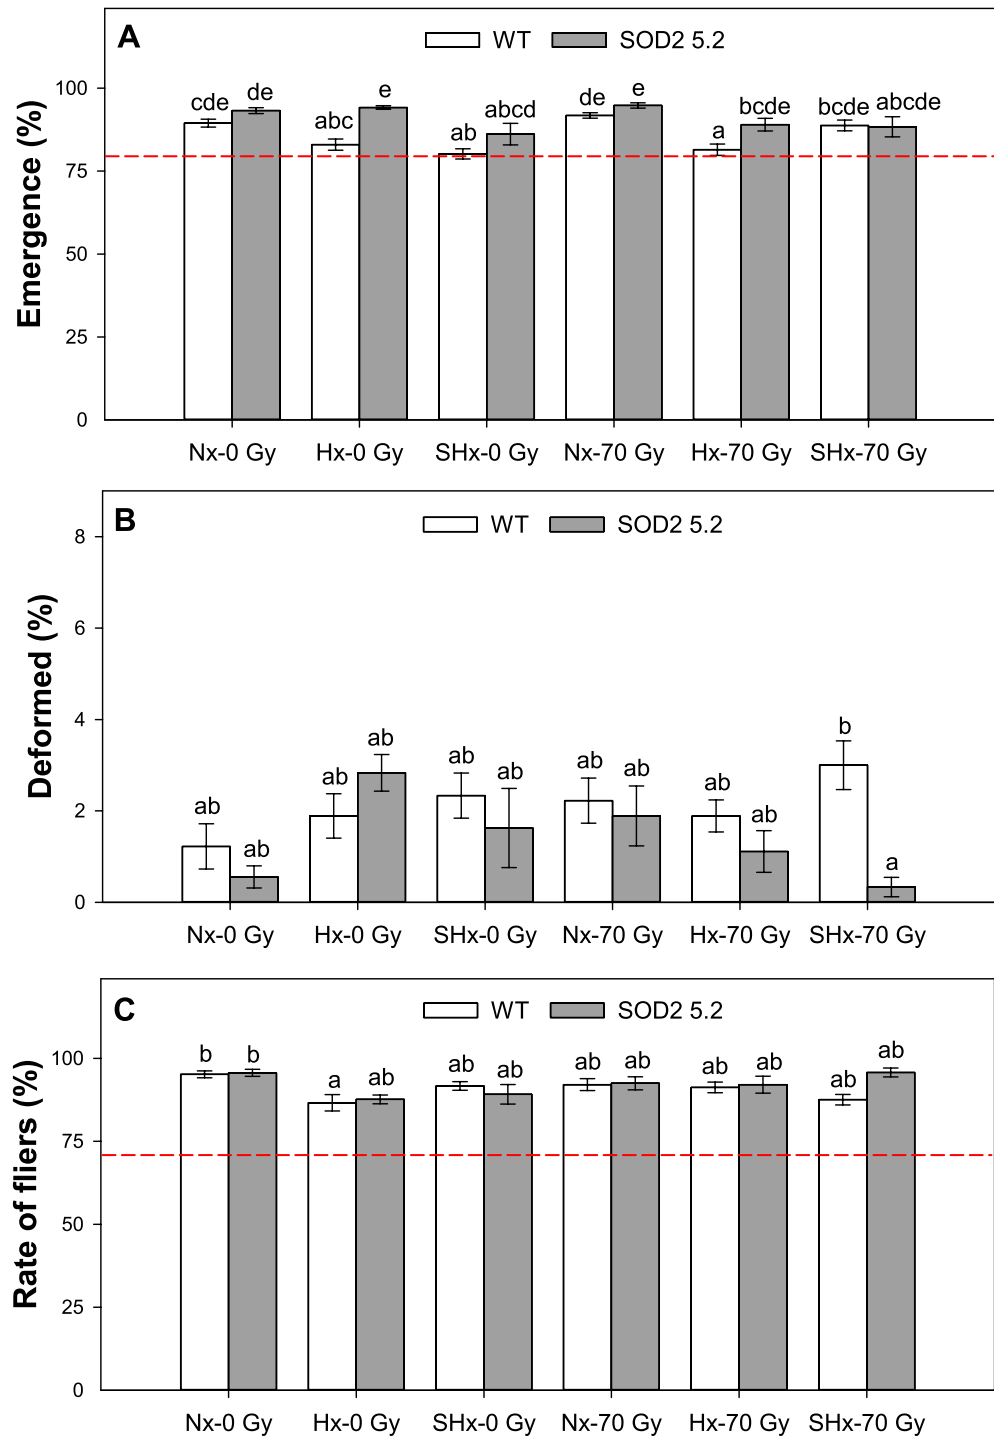 A
WT SOD2 5.2
Emergence (%)
100
75
50
25
0
cde de abc e ab abcd de e a bcde bcde abcde
Nx-0 Gy Hx-0 Gy SHx-0 Gy Nx-70 Gy Hx-70 Gy SHx-70 Gy
B
WT SOD2 5.2
Deformed (%)
8
6
4
2
0
ab ab ab ab ab ab ab ab ab ab b a
Nx-0 Gy Hx-0 Gy SHx-0 Gy Nx-70 Gy Hx-70 Gy SHx-70 Gy
C
WT SOD2 5.2
Rate of fliers (%)
100
75
50
25
0
b b a ab ab ab ab ab ab ab ab ab
Nx-0 Gy Hx-0 Gy SHx-0 Gy Nx-70 Gy Hx-70 Gy SHx-70 Gy